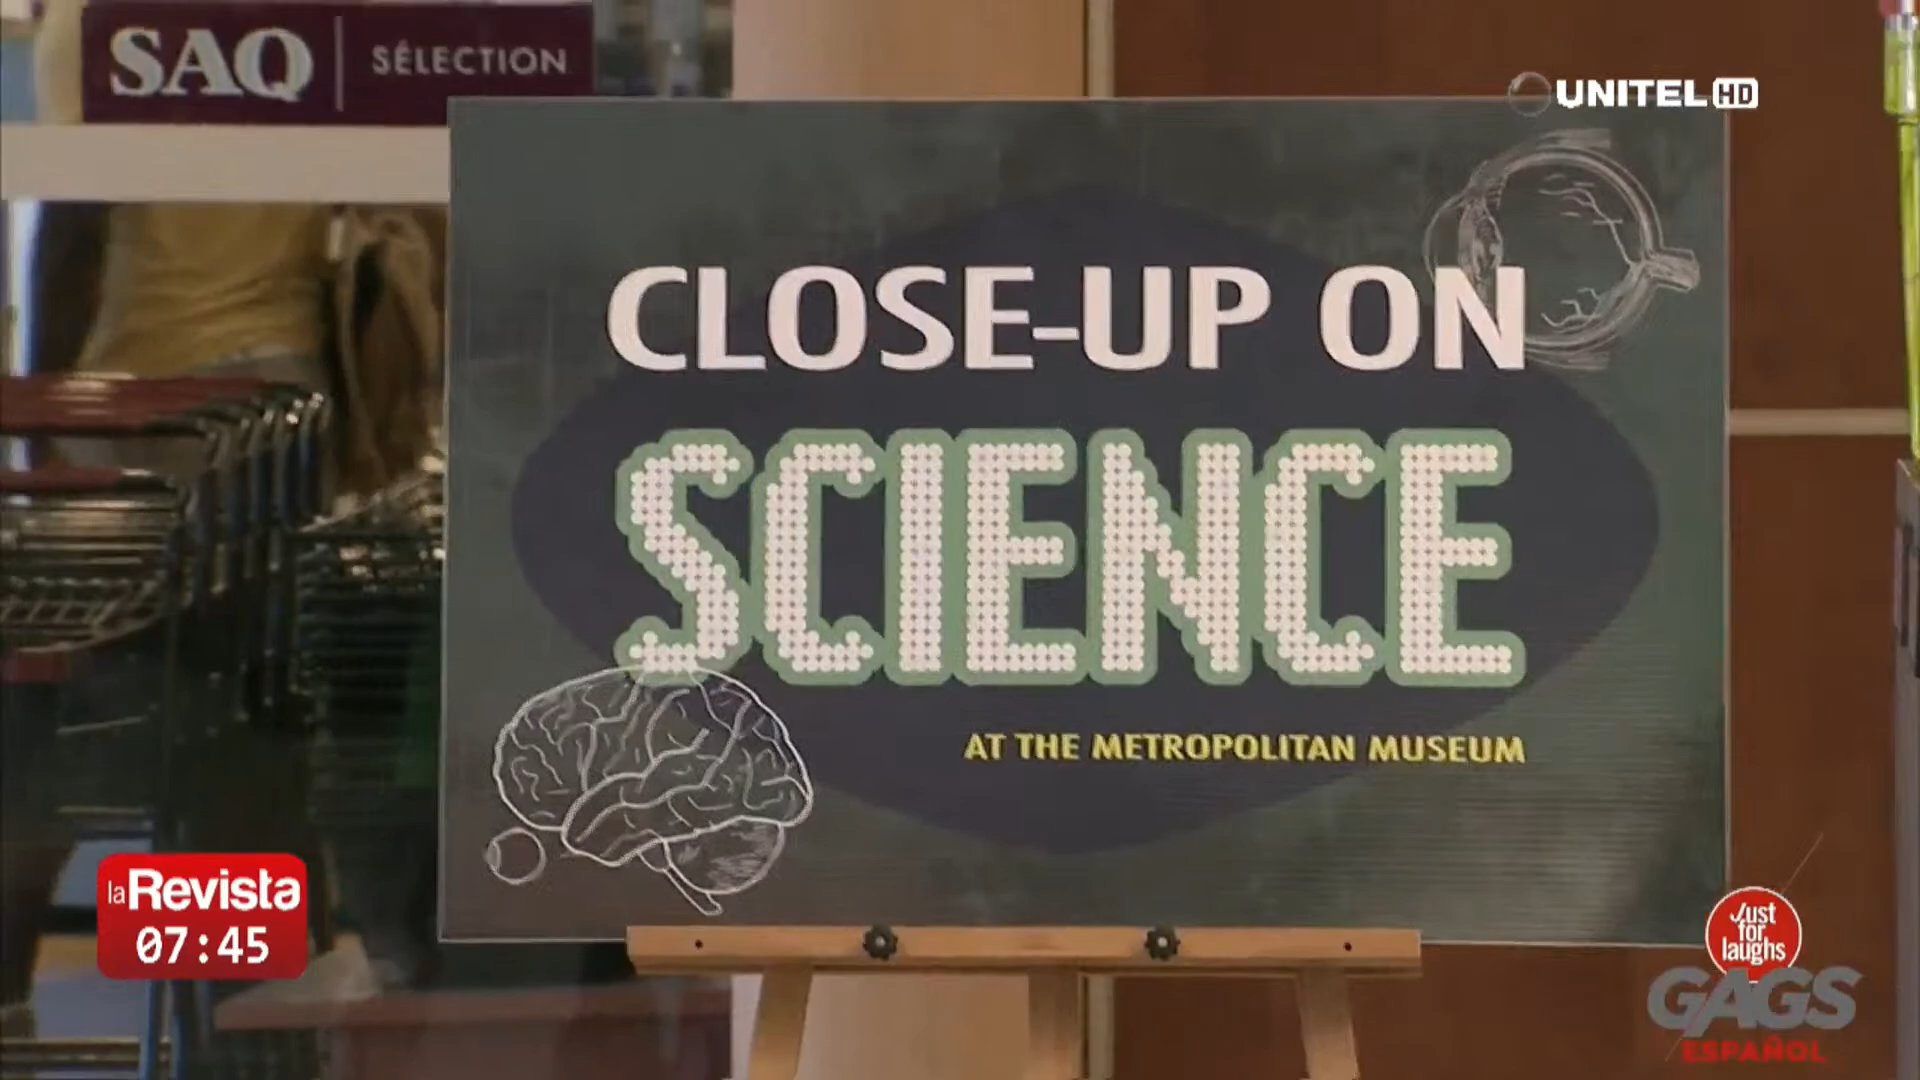 SAQ | SÉLECTION
UNITEL HD
CLOSE-UP ON
SCIENCE
AT THE METROPOLITAN MUSEUM
la Revista
07:45
Just
for
laughs
GAGS
ESPAÑOL